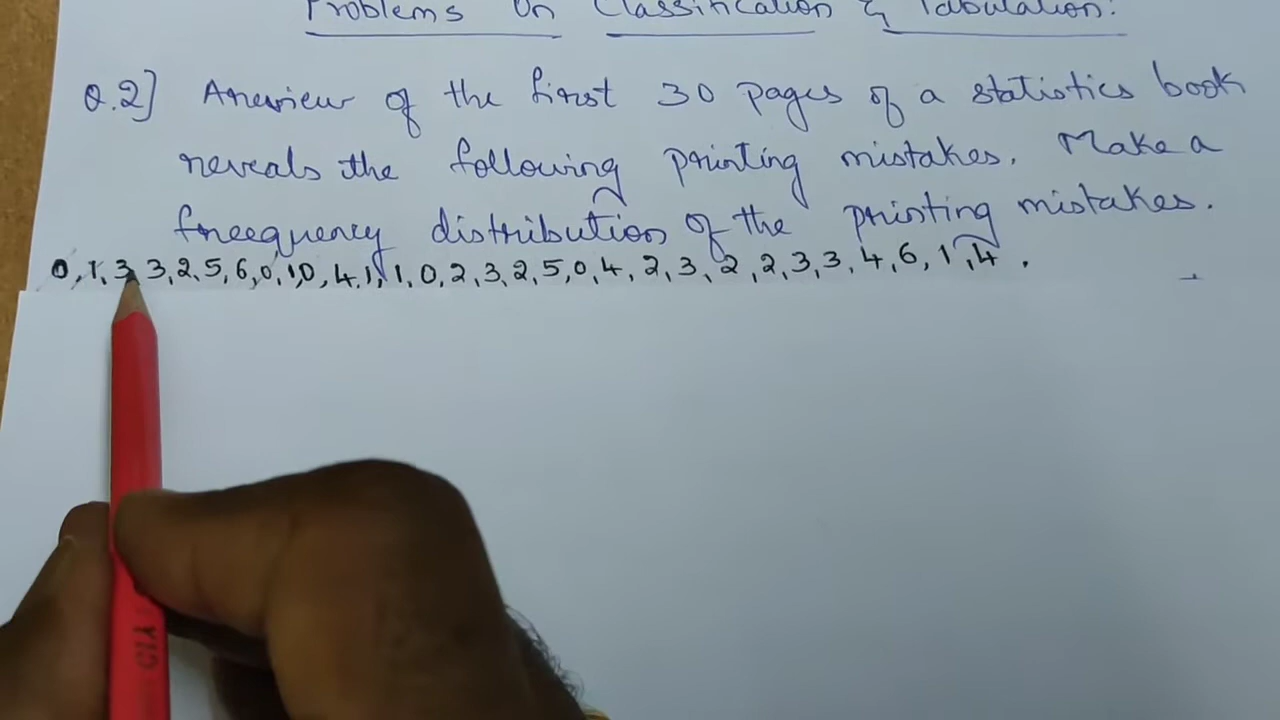 Problems On Classification & Tabulation:
Q.2] A review of the first 30 pages of a statistics book
reveals the following printing mistakes. Make a
freequency distribution of the printing mistakes.
0, 1, 3, 3, 2, 5, 6, 0, 1, 0, 4, 1, 1, 0, 2, 3, 2, 5, 0, 4, 2, 3, 2, 2, 3, 3, 4, 6, 1, 4.
OIY